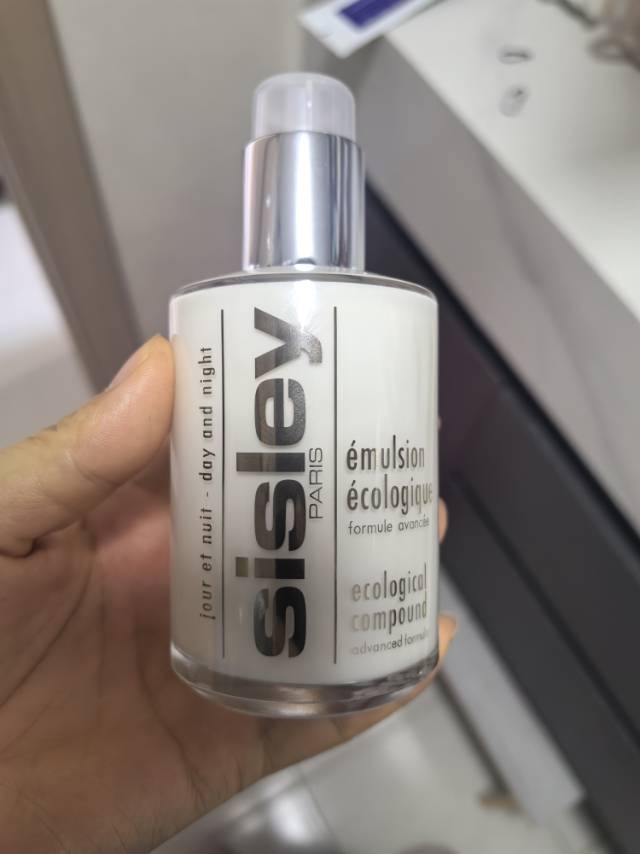 jour et nuit - day and night
sisley
PARIS
émulsion
écologique
formule avancée
ecological
compound
advanced formula